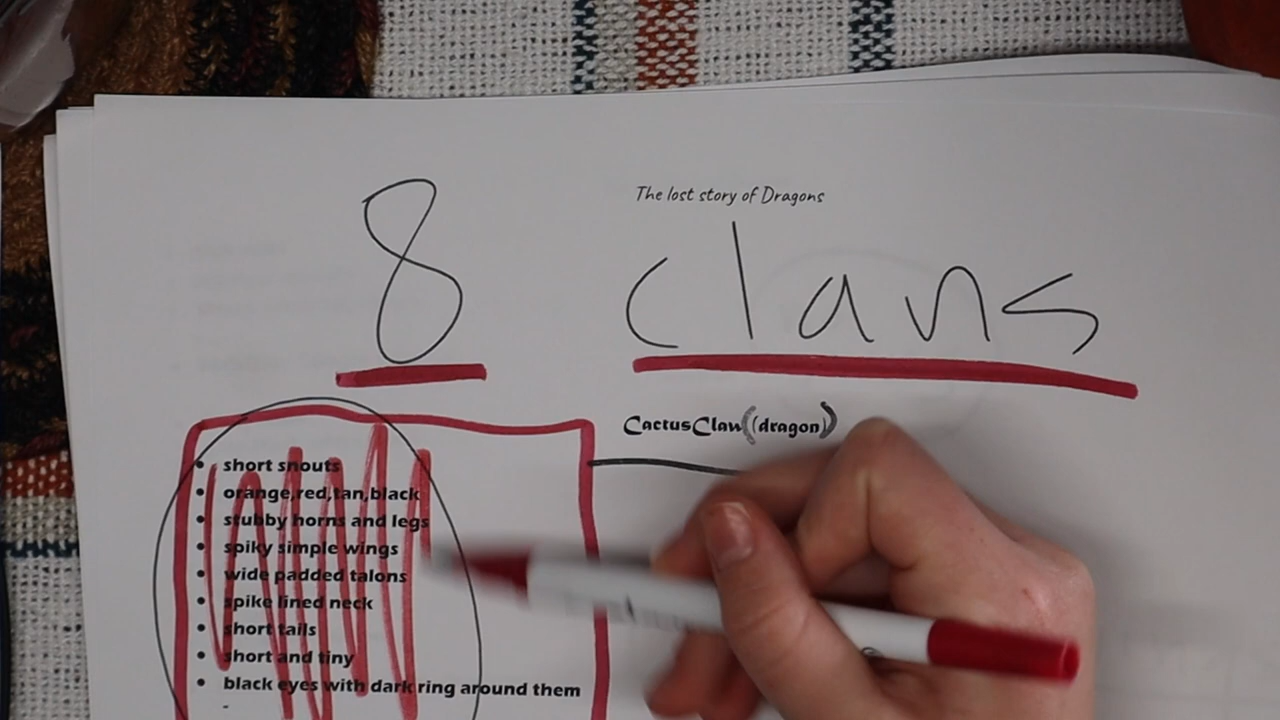 The lost story of Dragons
8 clans
CactusClaw((dragon))
• short snouts
• orange,red,tan,black
• stubby horns and legs
• spiky simple wings
• wide padded talons
• spike lined neck
• short tails
• short and tiny
• black eyes with dark ring around them
-